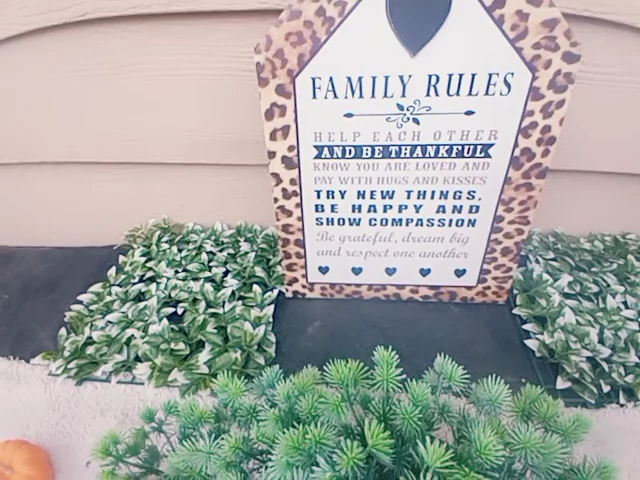 FAMILY RULES
HELP EACH OTHER
AND BE THANKFUL
KNOW YOU ARE LOVED AND
PAY WITH HUGS AND KISSES
TRY NEW THINGS,
BE HAPPY AND
SHOW COMPASSION
Be grateful, dream big
and respect one another